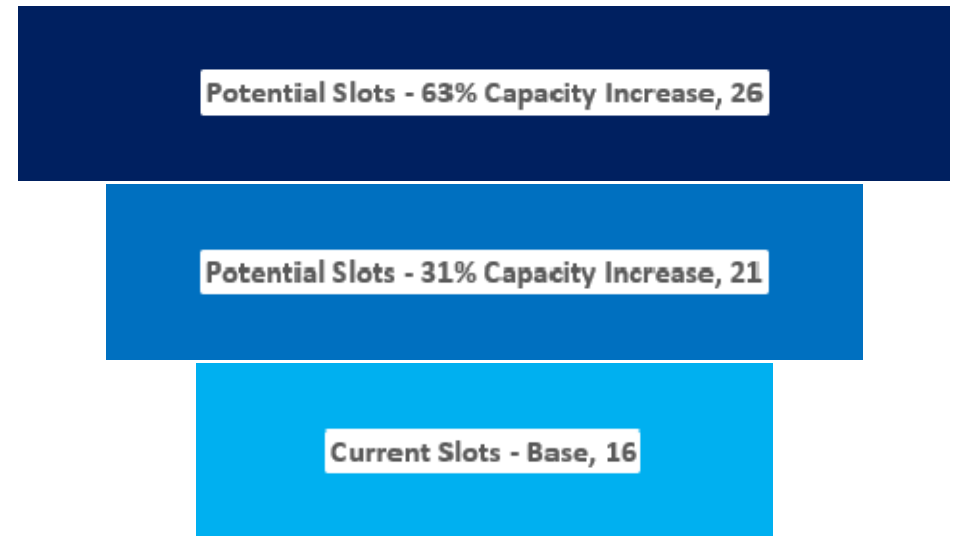 Potential Slots - 63% Capacity Increase, 26
Potential Slots - 31% Capacity Increase, 21
Current Slots - Base, 16